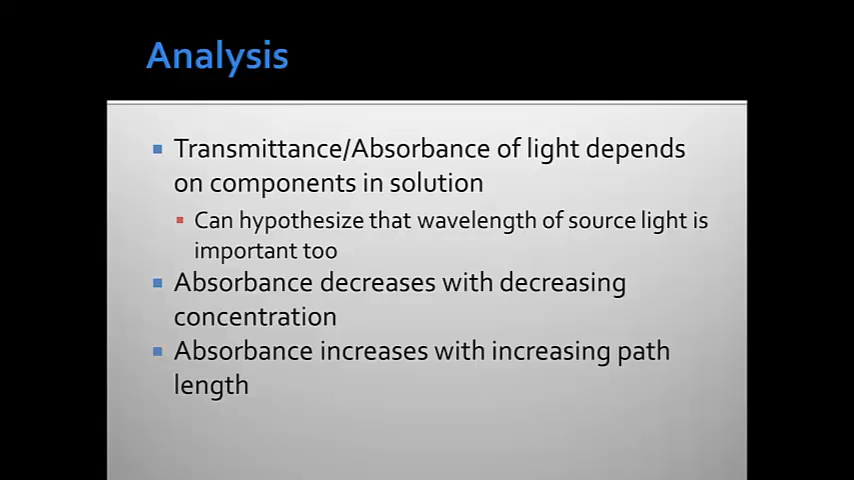 Analysis
Transmittance/Absorbance of light depends
on components in solution
Can hypothesize that wavelength of source light is
important too
Absorbance decreases with decreasing
concentration
Absorbance increases with increasing path
length